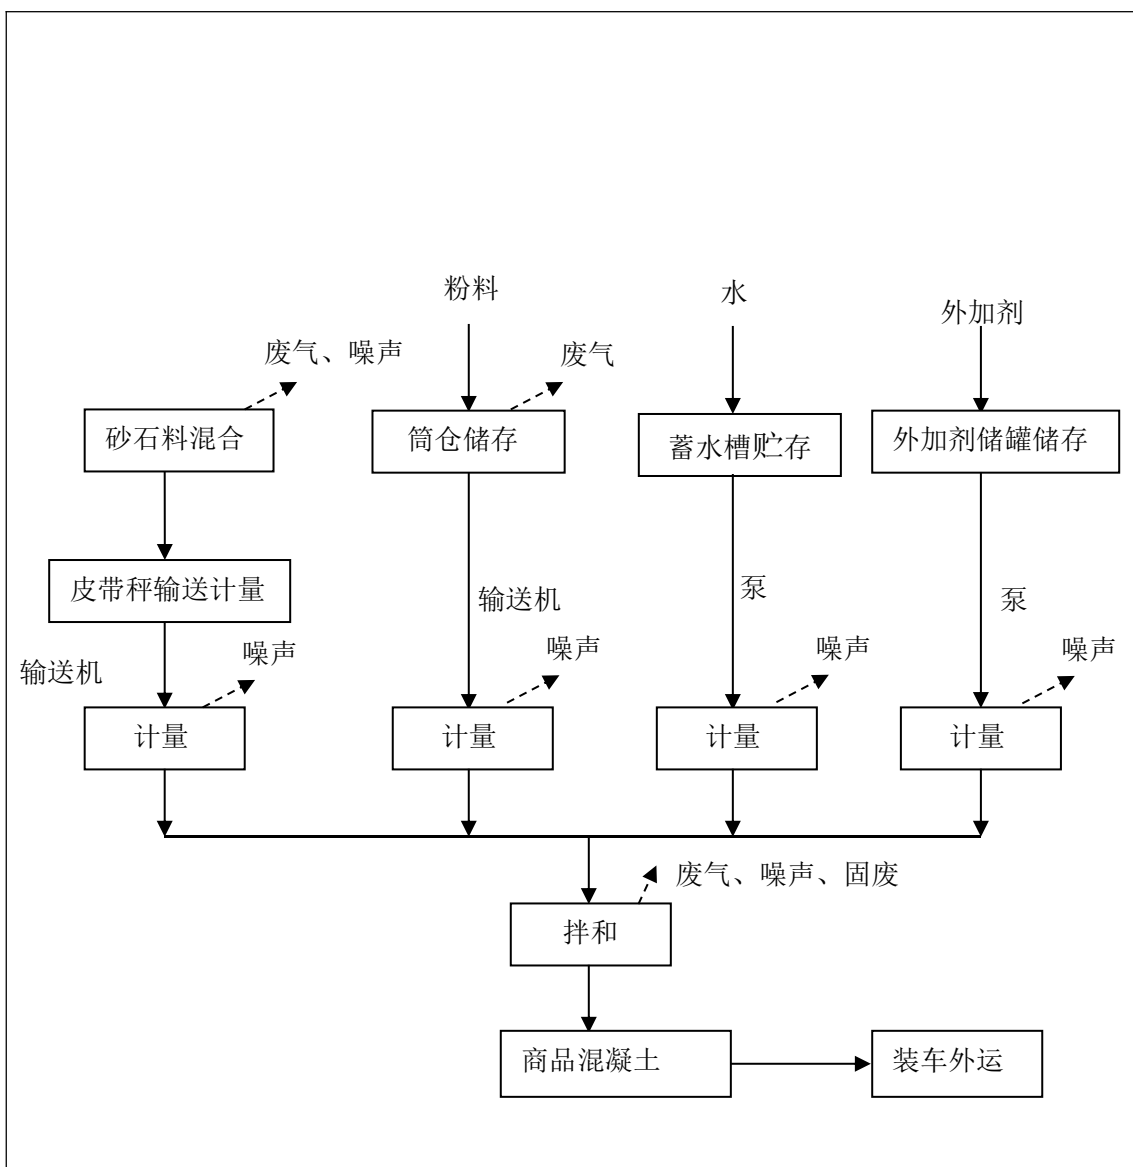 粉料
水
外加剂
废气、噪声
废气
砂石料混合
筒仓储存
蓄水槽贮存
外加剂储罐储存
皮带秤输送计量
输送机
泵
泵
输送机
噪声
噪声
噪声
噪声
计量
计量
计量
计量
废气、噪声、固废
拌和
商品混凝土
装车外运